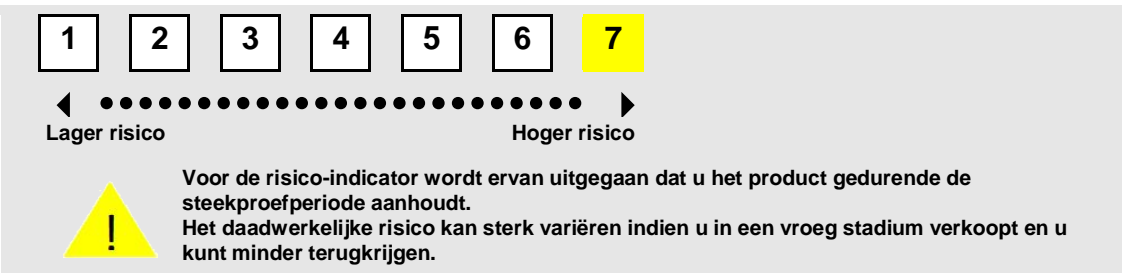 1 2 3 4 5 6 7
Lager risico Hoger risico
Voor de risico-indicator wordt ervan uitgegaan dat u het product gedurende de
steekproefperiode aanhoudt.
!
Het daadwerkelijke risico kan sterk variëren indien u in een vroeg stadium verkoopt en u
kunt minder terugkrijgen.